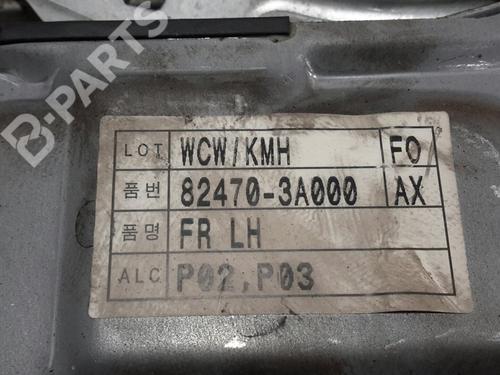 B-PARTS
LOT WCW/KMH FO
품번 82470-3A000 AX
품명 FR LH
ALC P02,P03